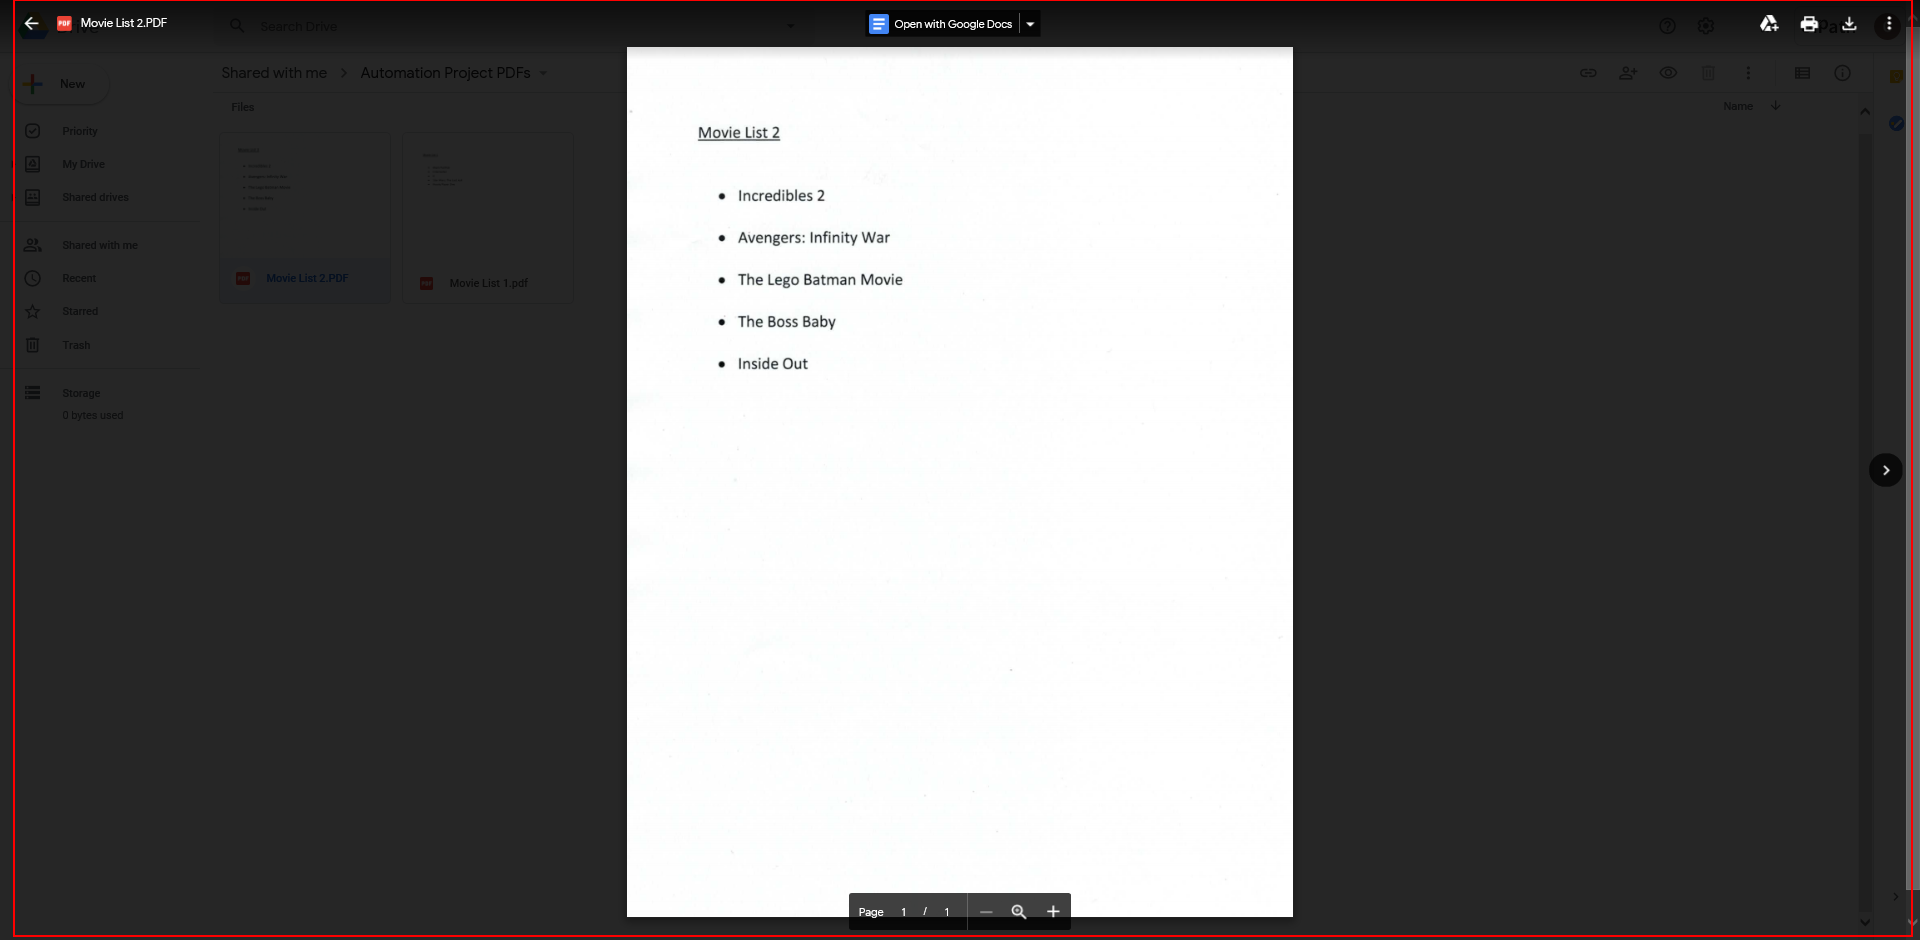 Movie List 2.PDF
Search Drive
Open with Google Docs
New
Shared with me > Automation Project PDFs
Files
Name
Priority
My Drive
Shared drives
Shared with me
Recent
Starred
Trash
Storage
0 bytes used
PDF Movie List 2.PDF
PDF Movie List 1.pdf
Movie List 2
• Incredibles 2
• Avengers: Infinity War
• The Lego Batman Movie
• The Boss Baby
• Inside Out
Page 1 / 1